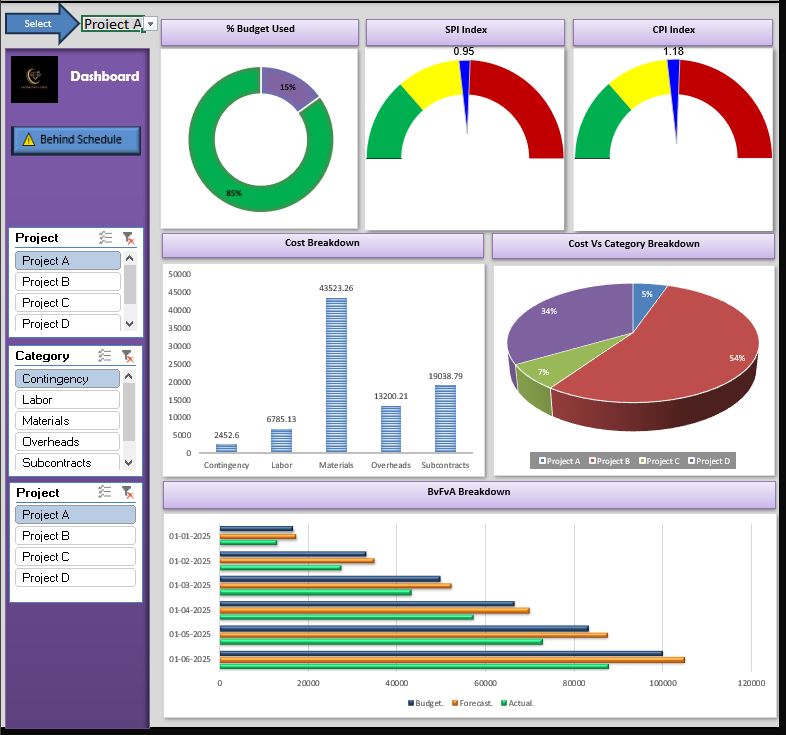 Select
Project A
Dashboard
Behind Schedule
Project
Project A
Project B
Project C
Project D
Category
Contingency
Labor
Materials
Overheads
Subcontracts
Project
Project A
Project B
Project C
Project D
% Budget Used
15%
85%
SPI Index
0.95
CPI Index
1.18
Cost Breakdown
50000
45000
40000
35000
30000
25000
20000
15000
10000
5000
0
2452.6
6785.13
43523.26
13200.21
19038.79
Contingency Labor Materials Overheads Subcontracts
Cost Vs Category Breakdown
5%
34%
54%
7%
Project A Project B Project C Project D
BvFvA Breakdown
01-01-2025
01-02-2025
01-03-2025
01-04-2025
01-05-2025
01-06-2025
0 20000 40000 60000 80000 100000 120000
Budget. Forecast. Actual.